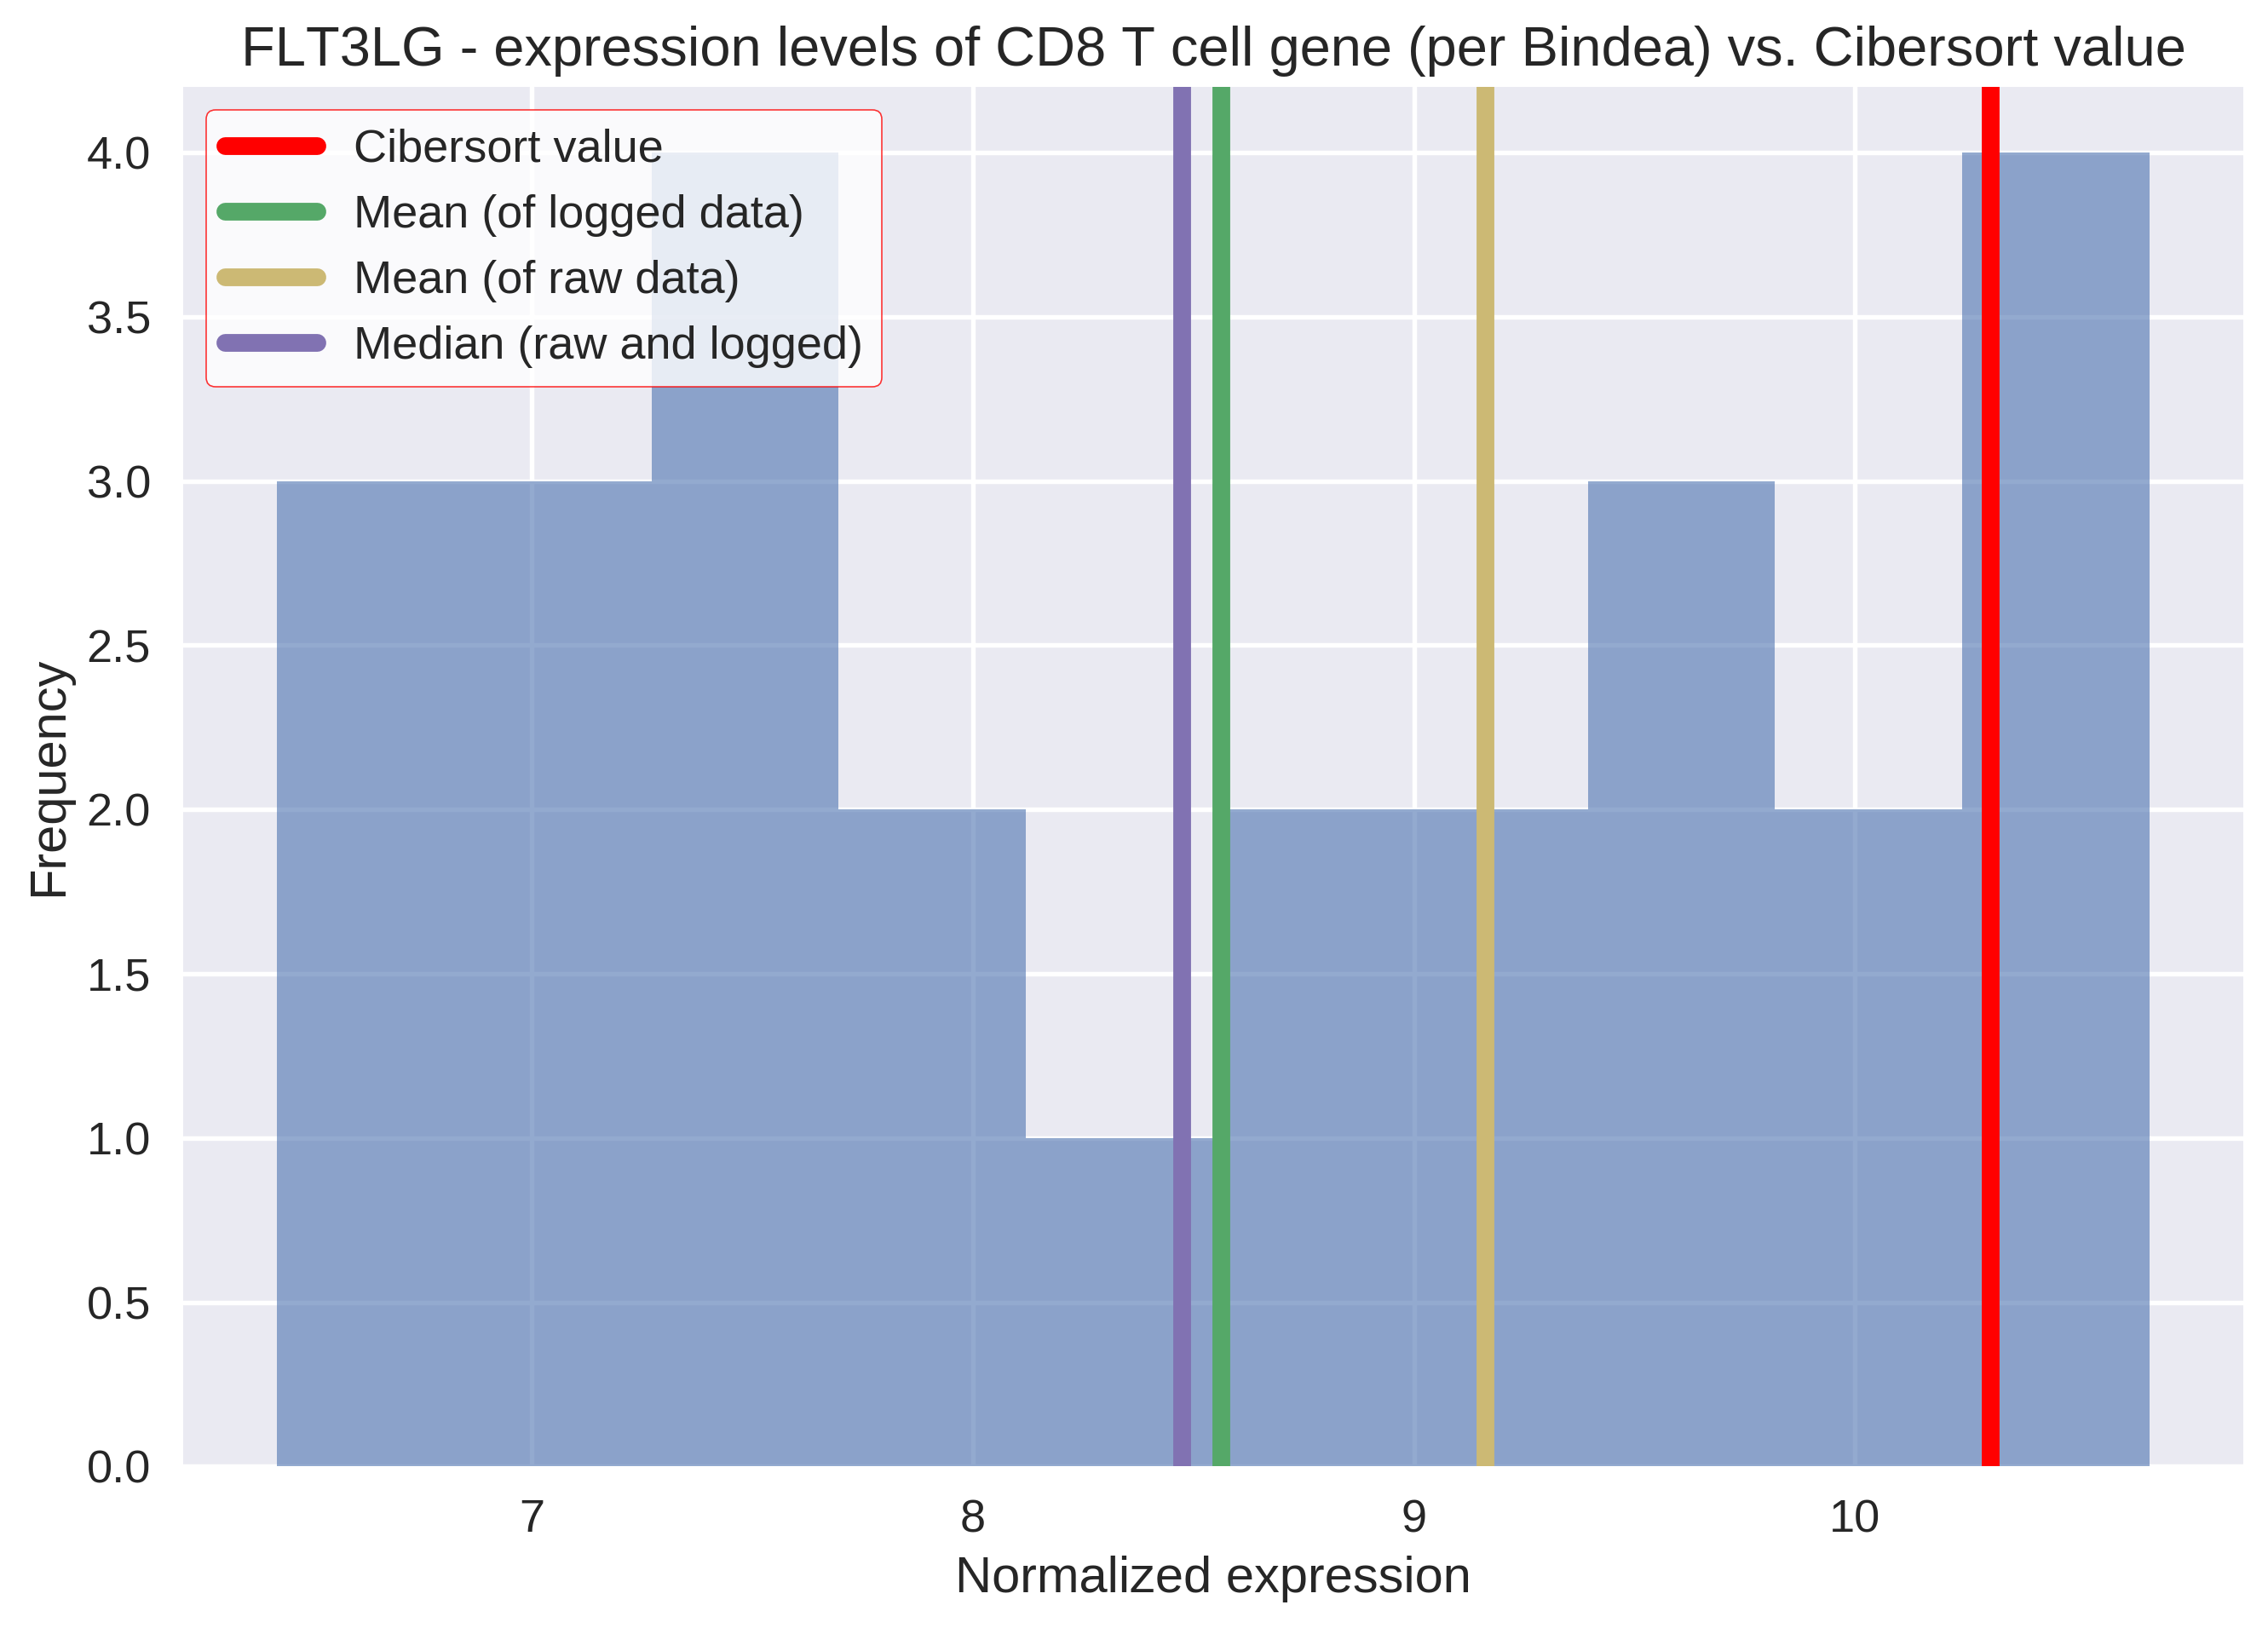 FLT3LG - expression levels of CD8 T cell gene (per Bindea) vs. Cibersort value
Cibersort value
Mean (of logged data)
Mean (of raw data)
Median (raw and logged)
4.0
3.5
3.0
2.5
2.0
1.5
1.0
0.5
0.0
Frequency
7 8 9 10
Normalized expression